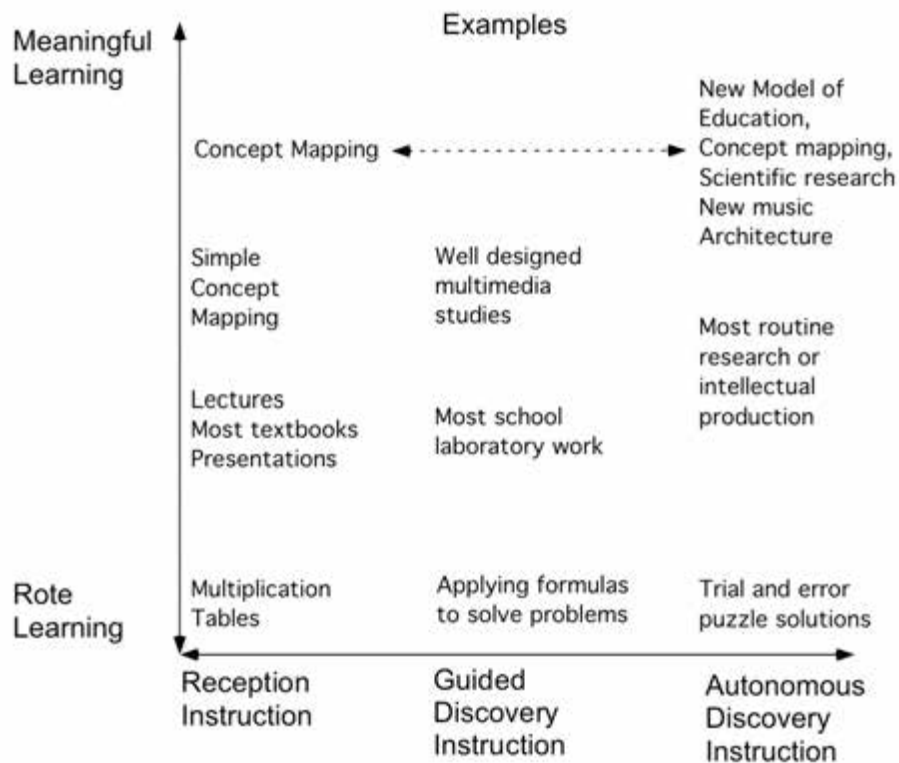 Examples
Meaningful
Learning
Concept Mapping
New Model of
Education,
Concept mapping,
Scientific research
New music
Architecture
Simple
Concept
Mapping
Well designed
multimedia
studies
Most routine
research or
intellectual
production
Lectures
Most textbooks
Presentations
Most school
laboratory work
Rote
Learning
Multiplication
Tables
Applying formulas
to solve problems
Trial and error
puzzle solutions
Reception
Instruction
Guided
Discovery
Instruction
Autonomous
Discovery
Instruction